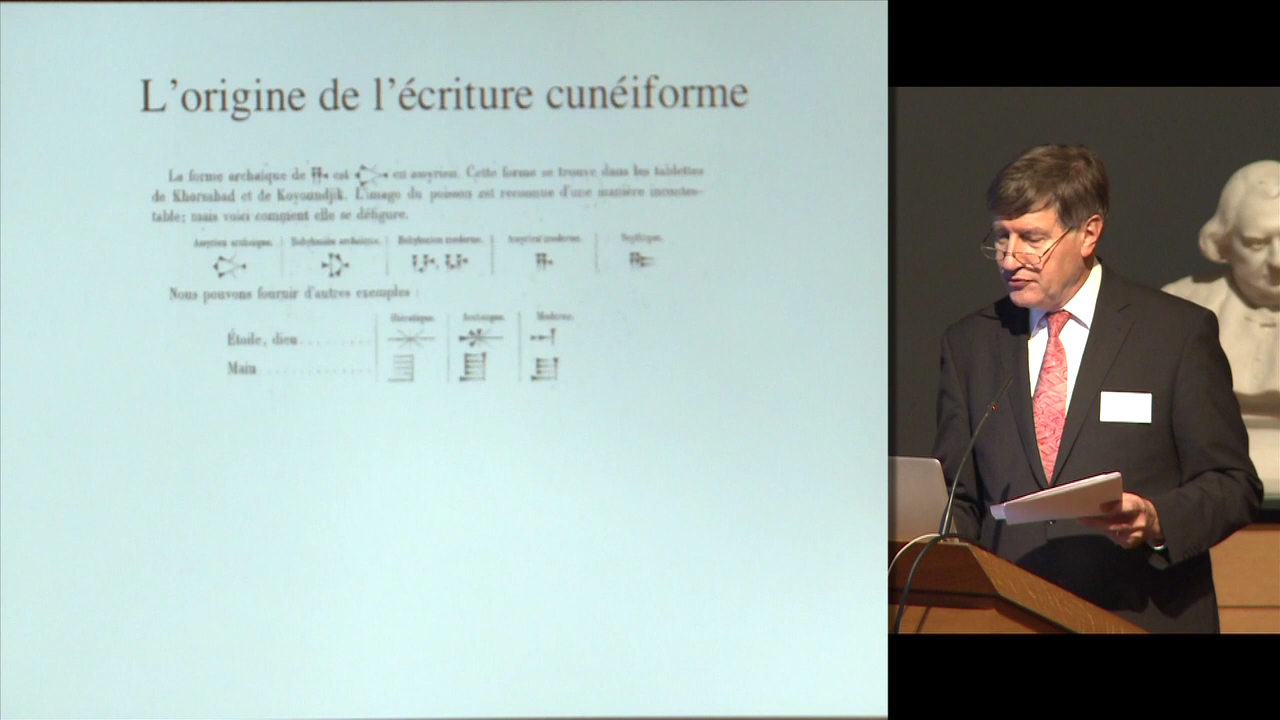 L'origine de l'écriture cunéiforme
La forme archaïque de est en assyrien. Cette forme se trouve dans les tablettes
de Khorsabad et de Koyoundjik. L'image du poisson est reconnue d'une manière incontes-
table; mais voici comment elle se défigure.
Assyrien archaïque. Babylonien archaïque. Babylonien moderne. Assyrien moderne.
Nous pouvons fournir d'autres exemples :
Hiératique. Archaïque. Moderne.
Étoile, dieu
Main